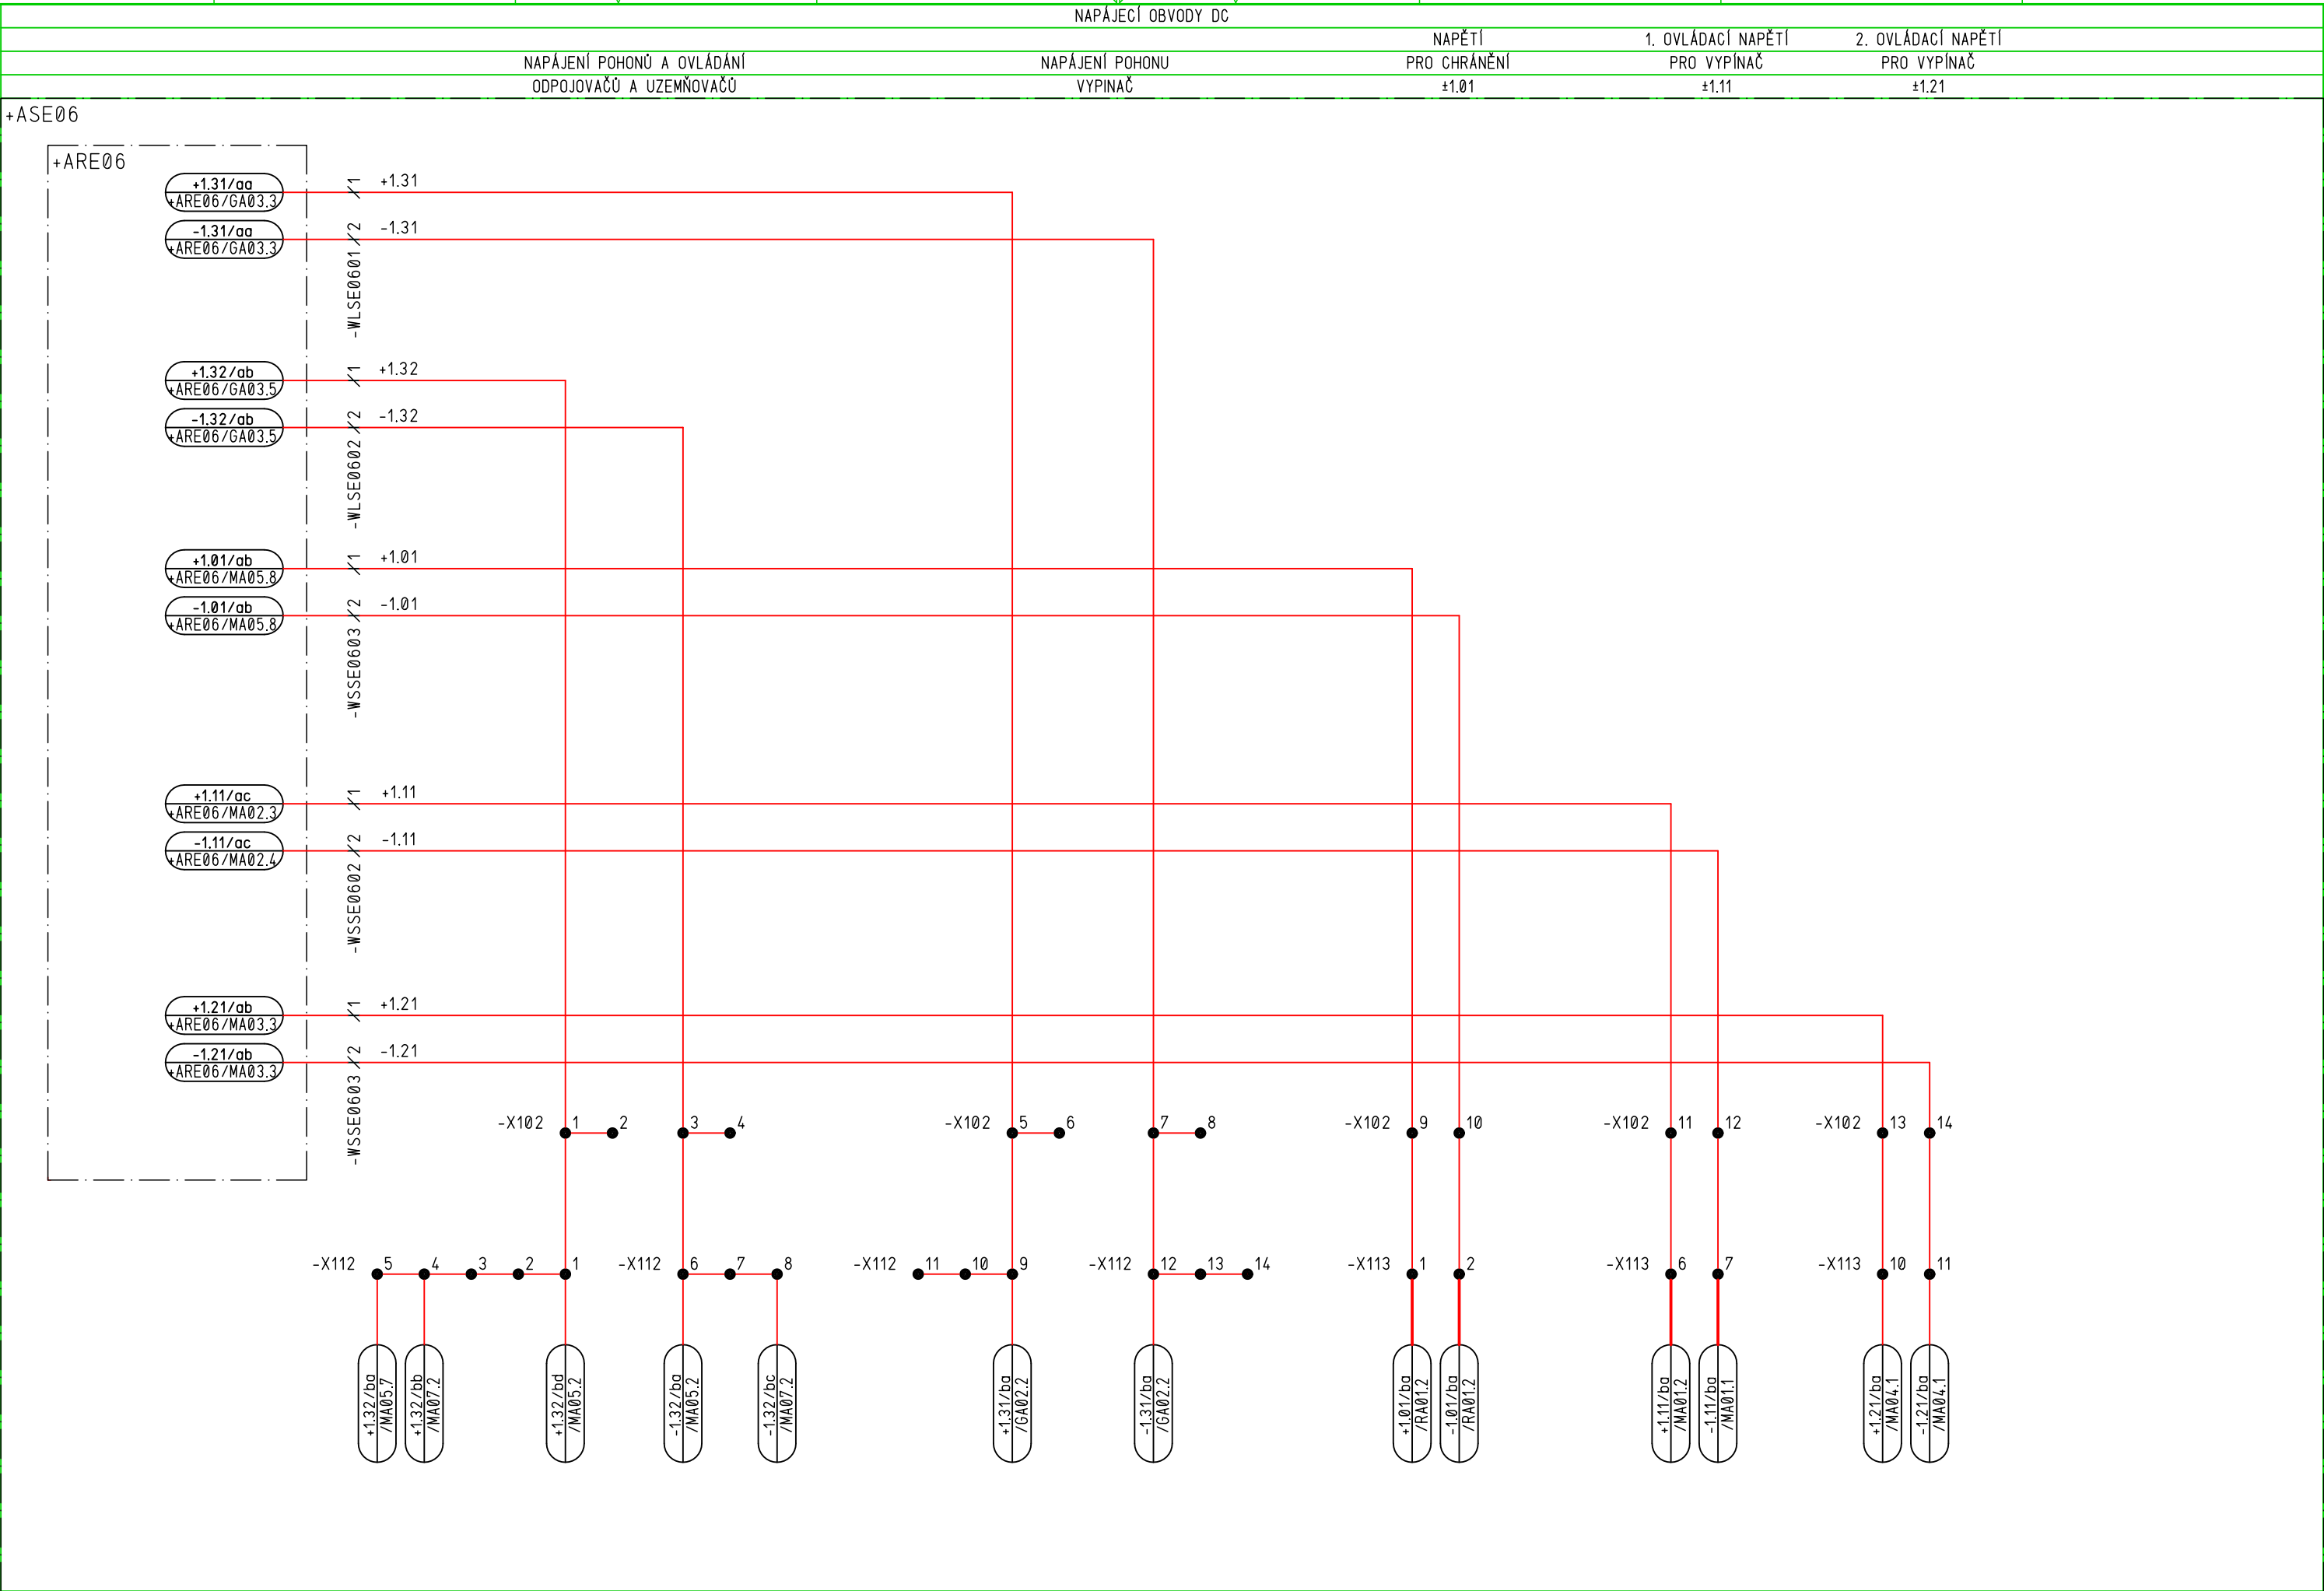 NAPÁJECÍ OBVODY DC
NAPĚTÍ 1. OVLÁDACÍ NAPĚTÍ 2. OVLÁDACÍ NAPĚTÍ
NAPÁJENÍ POHONŮ A OVLÁDÁNÍ NAPÁJENÍ POHONU PRO CHRÁNĚNÍ PRO VYPÍNAČ PRO VYPÍNAČ
ODPOJOVAČŮ A UZEMŇOVAČŮ VYPINAČ ±1.01 ±1.11 ±1.21
+ASE06
+ARE06
+1.31/aa
+ARE06/GA03.3
1 +1.31
-1.31/aa
+ARE06/GA03.3
2 -1.31
-WLSE0601
+1.32/ab
+ARE06/GA03.5
1 +1.32
-1.32/ab
+ARE06/GA03.5
2 -1.32
-WLSE0602
+1.01/ab
+ARE06/MA05.8
1 +1.01
-1.01/ab
+ARE06/MA05.8
2 -1.01
-WSSE0603
+1.11/ac
+ARE06/MA02.3
1 +1.11
-1.11/ac
+ARE06/MA02.4
2 -1.11
-WSSE0602
+1.21/ab
+ARE06/MA03.3
1 +1.21
-1.21/ab
+ARE06/MA03.3
2 -1.21
-WSSE0603
-X102 1 2 3 4 -X102 5 6 7 8 -X102 9 10 -X102 11 12 -X102 13 14
-X112 5 4 3 2 1 -X112 6 7 8 -X112 11 10 9 -X112 12 13 14 -X113 1 2 -X113 6 7 -X113 10 11
+1.32/ba
/MA05.7
+1.32/bb
/MA07.2
+1.32/bd
/MA05.2
-1.32/ba
/MA05.2
-1.32/bc
/MA07.2
+1.31/ba
/GA02.2
-1.31/ba
/GA02.2
+1.01/ba
/RA01.2
-1.01/ba
/RA01.2
+1.11/ba
/MA01.2
-1.11/ba
/MA01.1
+1.21/ba
/MA04.1
-1.21/ba
/MA04.1